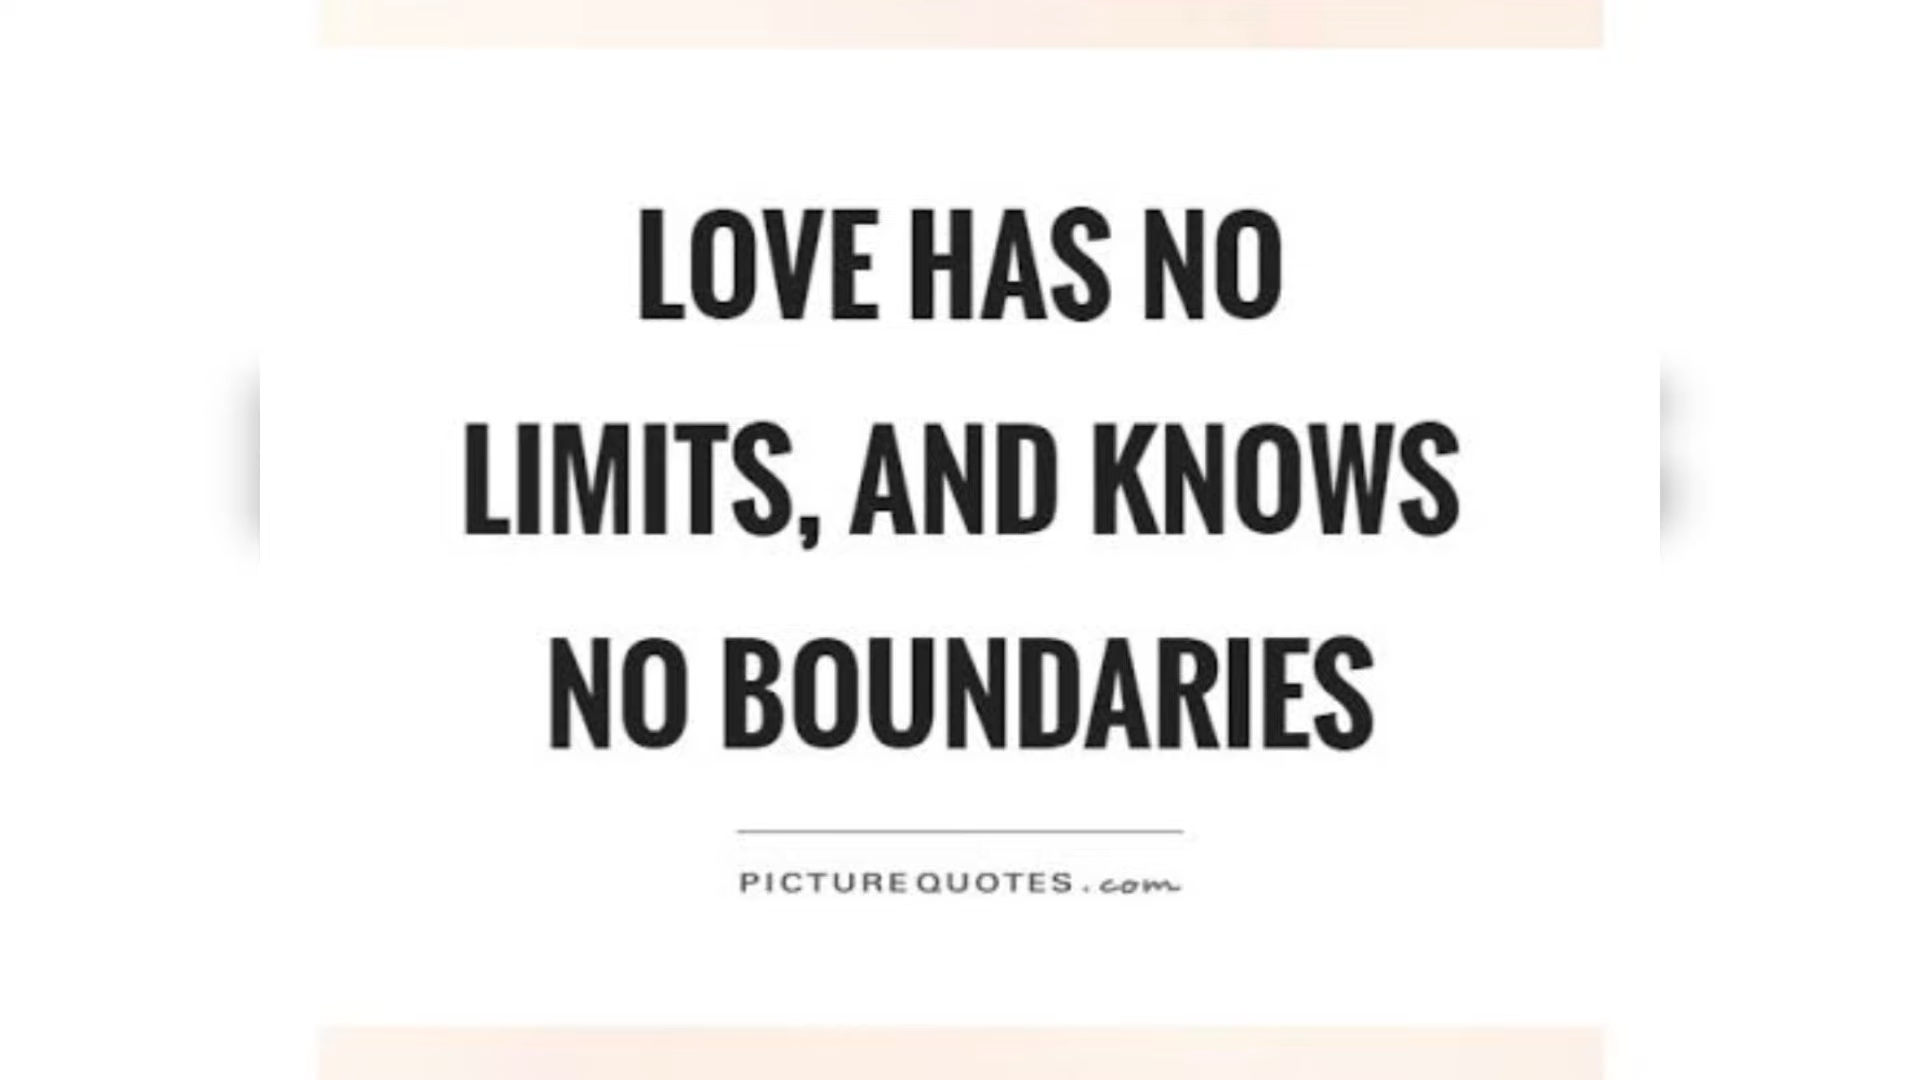 LOVE HAS NO
LIMITS, AND KNOWS
NO BOUNDARIES
PICTUREQUOTES.com